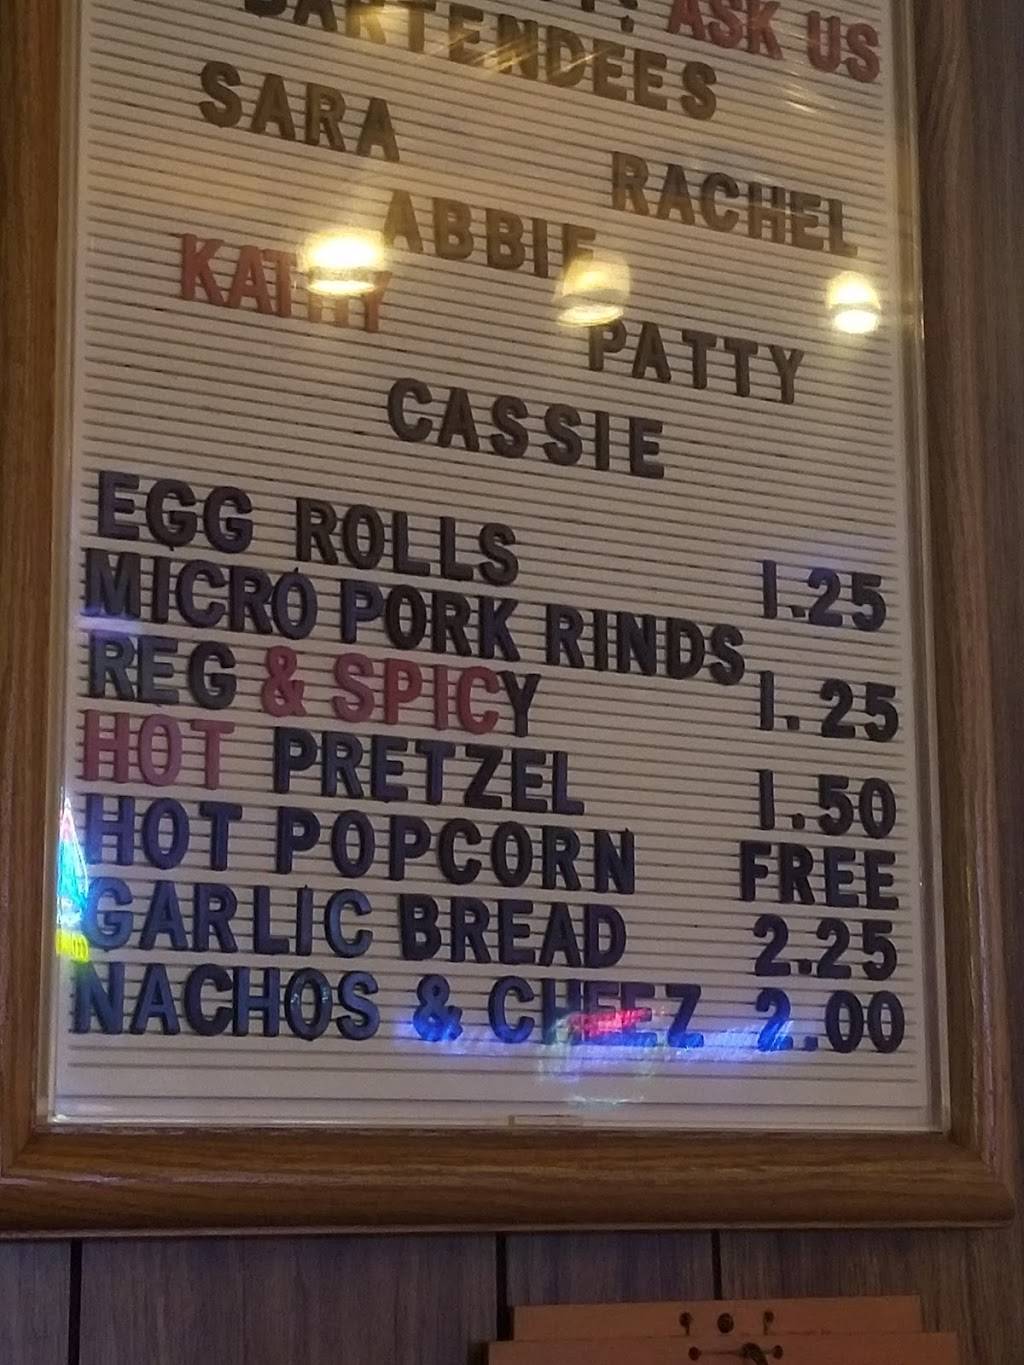 ASK US
BARTENDEES
SARA
RACHEL
ABBIE
KATHY
PATTY
CASSIE
EGG ROLLS 1.25
MICRO PORK RINDS
REG & SPICY 1.25
HOT PRETZEL 1.50
HOT POPCORN FREE
GARLIC BREAD 2.25
NACHOS & CHEEZ 2.00